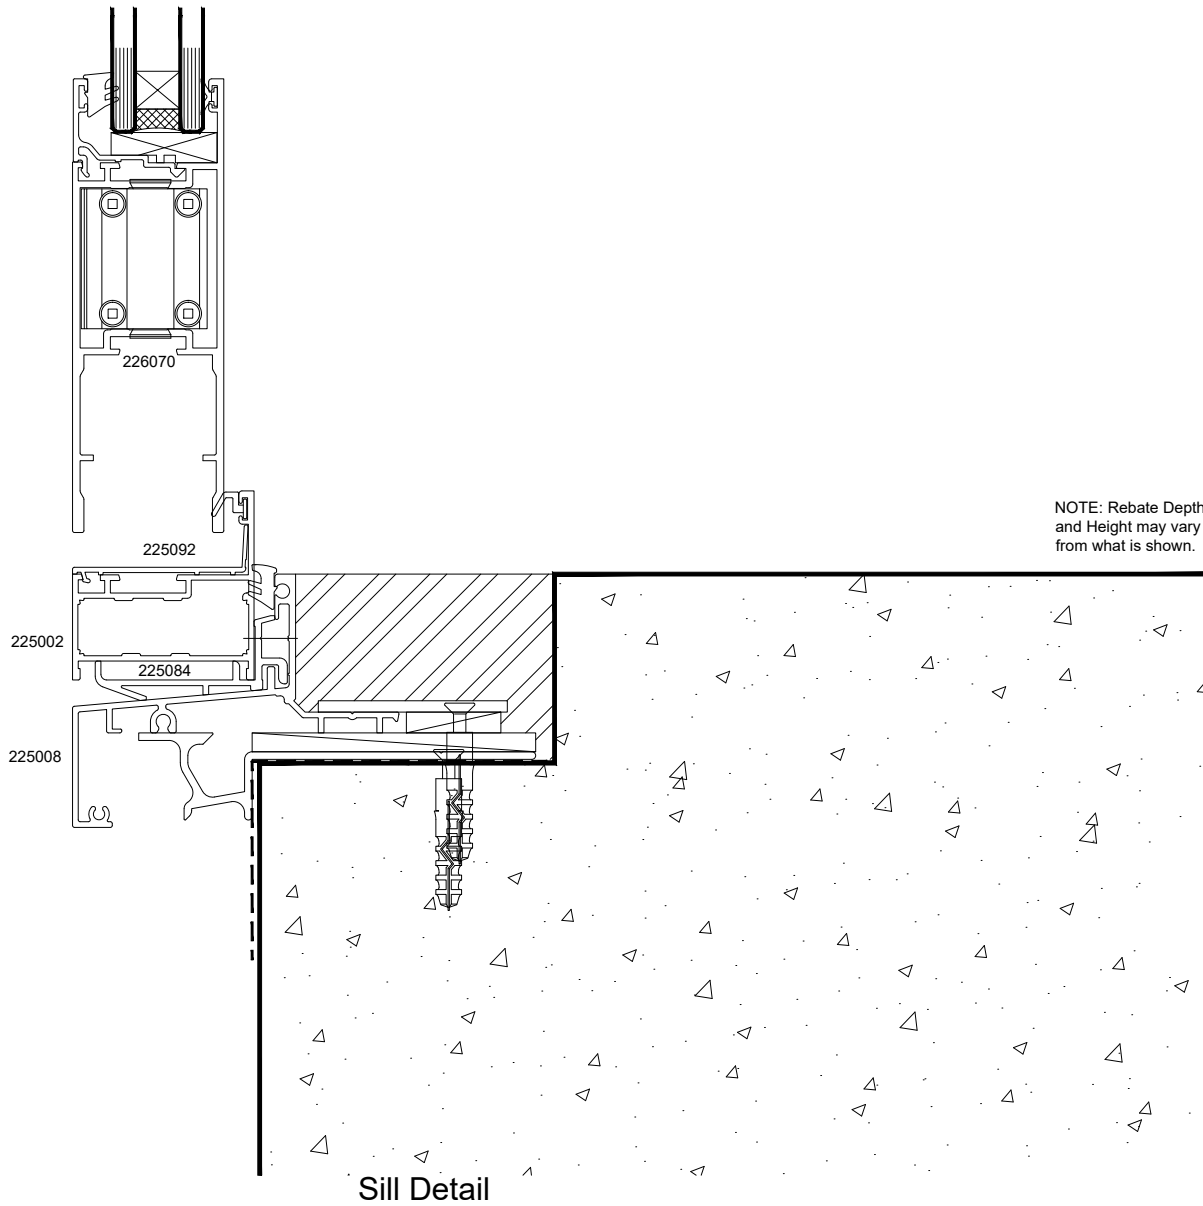 226070
NOTE: Rebate Depth
and Height may vary
from what is shown.
225092
225002
225084
225008
Sill Detail